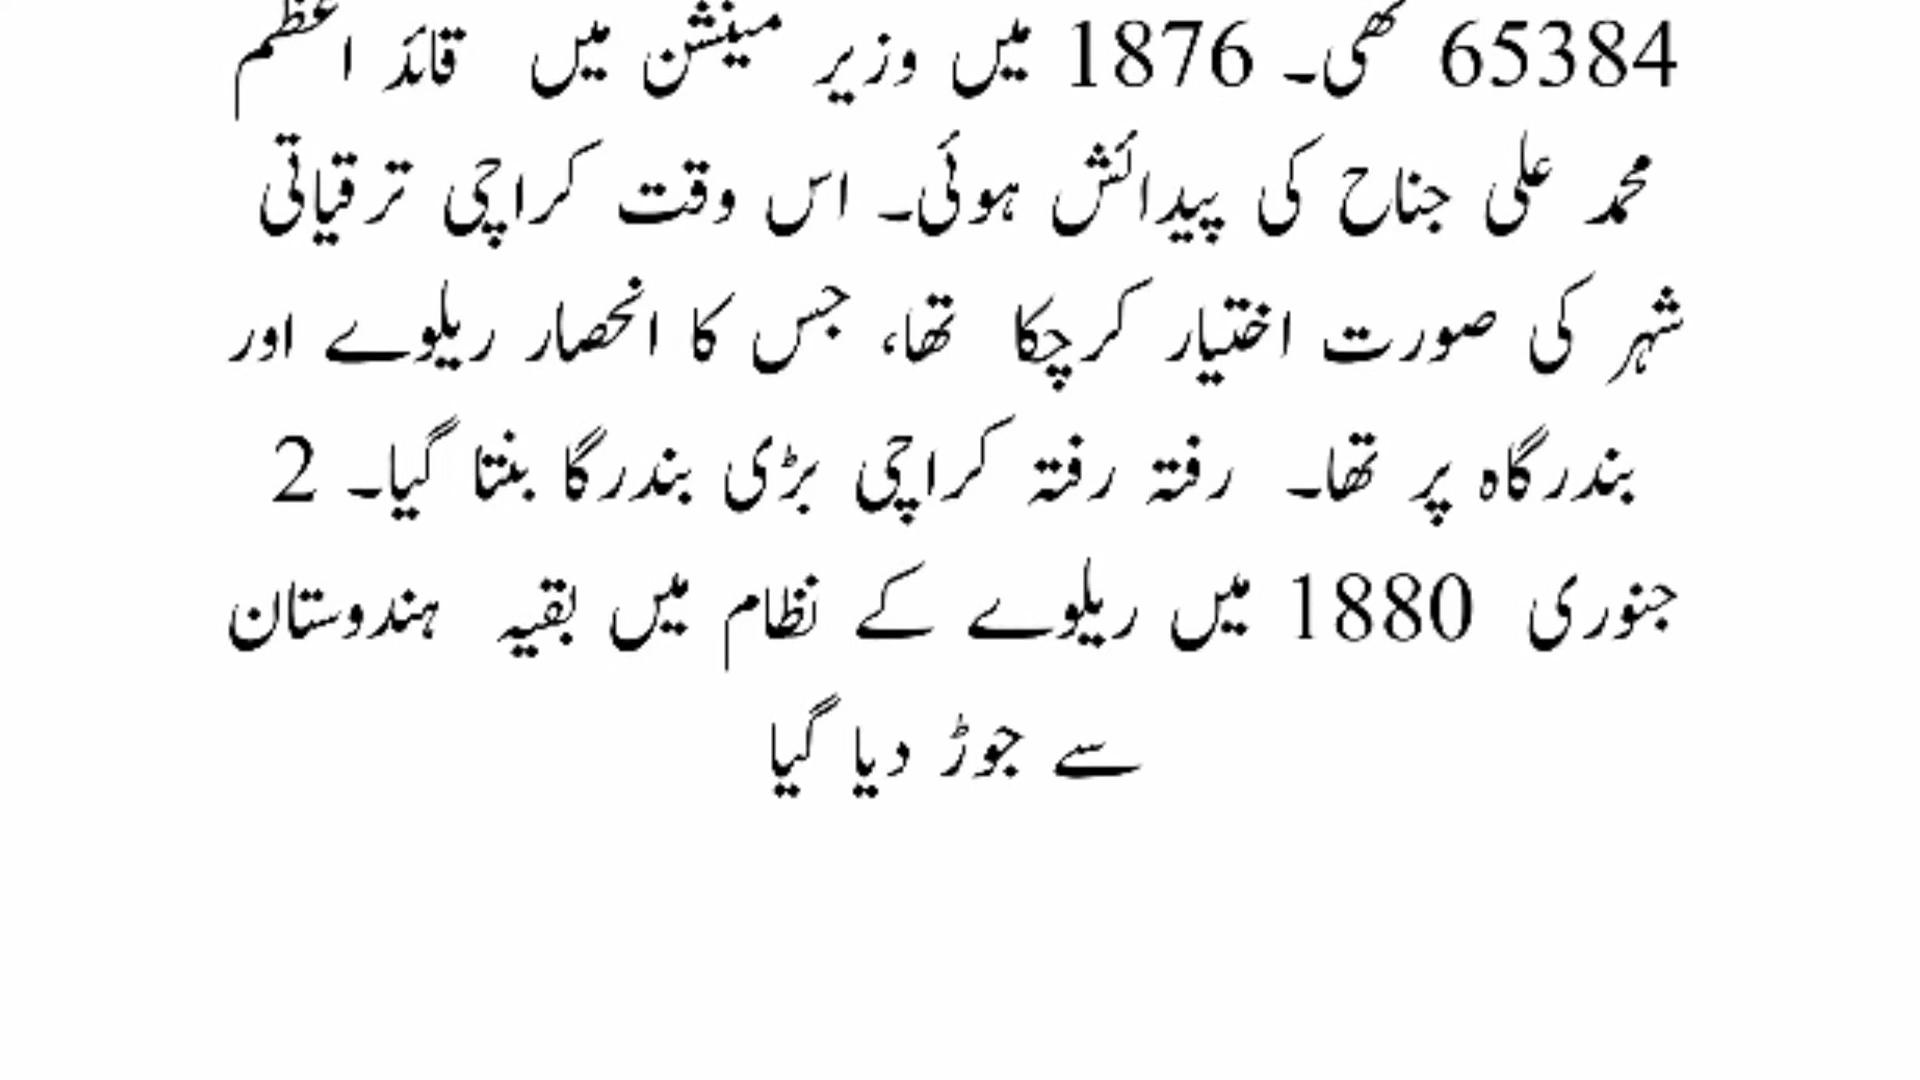 65384 تھی۔ 1876 میں وزیر مینشن میں قائد اعظم
محمد علی جناح کی پیدائش ہوئی۔ اس وقت کراچی ترقیاتی
شہر کی صورت اختیار کرچکا تھا، جس کا انحصار ریلوے اور
بندرگاہ پر تھا۔ رفتہ رفتہ کراچی بڑی بندرگا بنتا گیا۔ 2
جنوری 1880 میں ریلوے کے نظام میں بقیہ ہندوستان
سے جوڑ دیا گیا